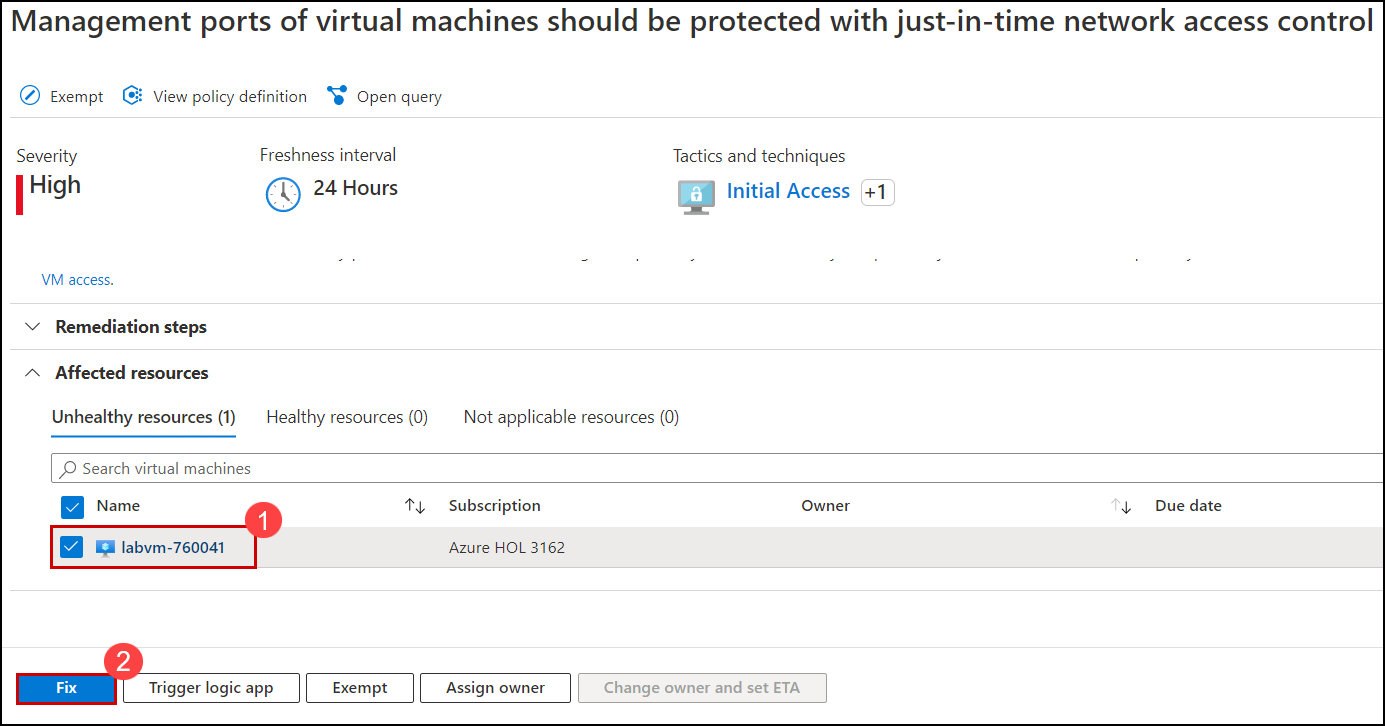 Management ports of virtual machines should be protected with just-in-time network access control
Exempt View policy definition Open query
Severity Freshness interval Tactics and techniques
High 24 Hours Initial Access +1
VM access.
Remediation steps
Affected resources
Unhealthy resources (1) Healthy resources (0) Not applicable resources (0)
Search virtual machines
Name Subscription Owner Due date
1
labvm-760041 Azure HOL 3162
2
Fix Trigger logic app Exempt Assign owner Change owner and set ETA